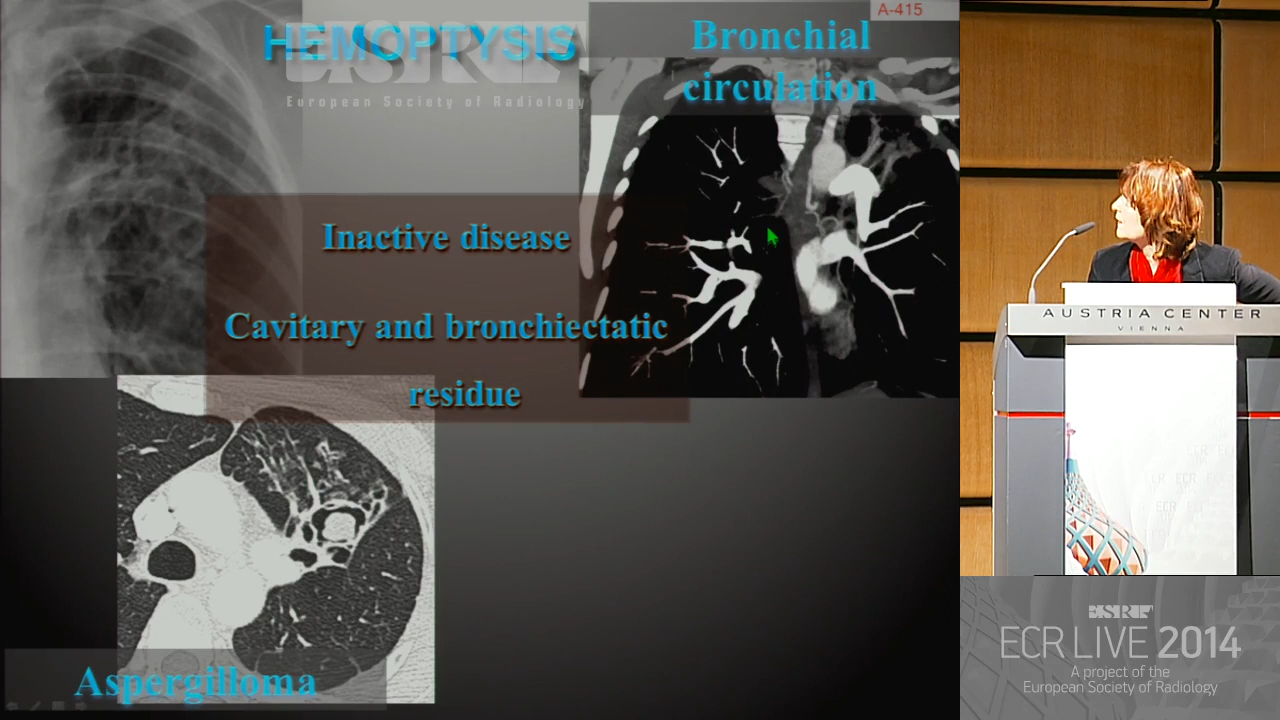 HEMOPTYSIS
ESR
European Society of Radiology
A-415
Bronchial
circulation
Inactive disease
Cavitary and bronchiectatic
residue
Aspergilloma
AUSTRIA CENTER
VIENNA
ESR
ECR LIVE 2014
A project of the
European Society of Radiology